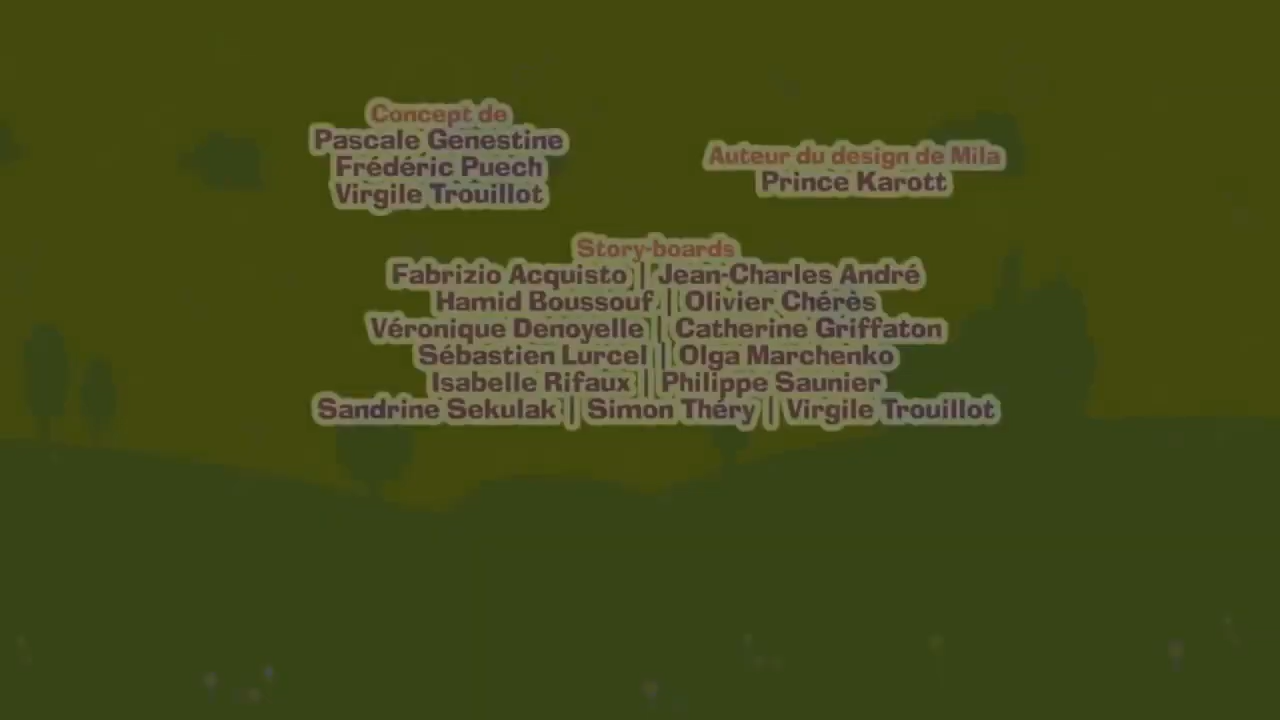 Concept de
Pascale Genestine
Frédéric Puech
Virgile Trouillot
Auteur du design de Mila
Prince Karott
Story-boards
Fabrizio Acquisto | Jean-Charles André
Hamid Boussouf | Olivier Chérès
Véronique Denoyelle | Catherine Griffaton
Sébastien Lurcel | Olga Marchenko
Isabelle Rifaux | Philippe Saunier
Sandrine Sekulak | Simon Théry | Virgile Trouillot